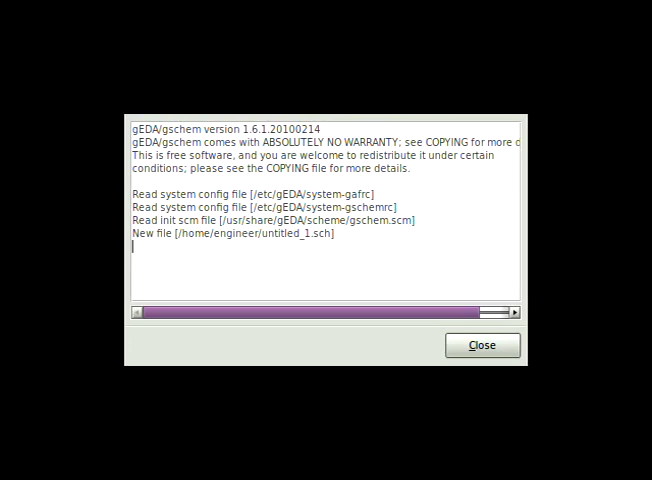 gEDA/gschem version 1.6.1.20100214
gEDA/gschem comes with ABSOLUTELY NO WARRANTY; see COPYING for more d
This is free software, and you are welcome to redistribute it under certain
conditions; please see the COPYING file for more details.
Read system config file [/etc/gEDA/system-gafrc]
Read system config file [/etc/gEDA/system-gschemrc]
Read init scm file [/usr/share/gEDA/scheme/gschem.scm]
New file [/home/engineer/untitled_1.sch]
Close